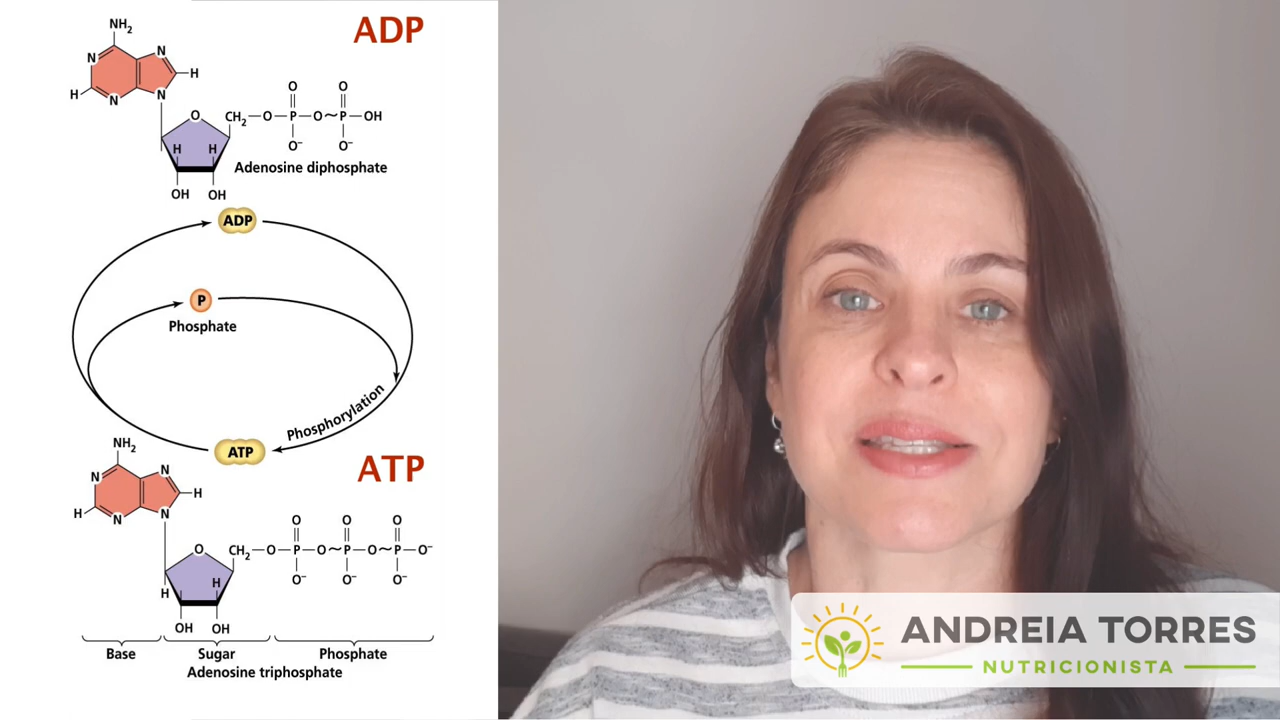 ADP
NH₂
N
N
H
H
N
N
O
O
O
CH₂—O—P—O~P—OH
O⁻
O⁻
H
H
Adenosine diphosphate
OH
OH
ADP
P
Phosphate
Phosphorylation
ATP
ATP
NH₂
N
N
H
H
N
N
O
O
O
O
CH₂—O—P—O~P—O~P—O⁻
O⁻
O⁻
O⁻
H
H
OH
OH
Base
Sugar
Phosphate
Adenosine triphosphate
ANDREIA TORRES
NUTRICIONISTA